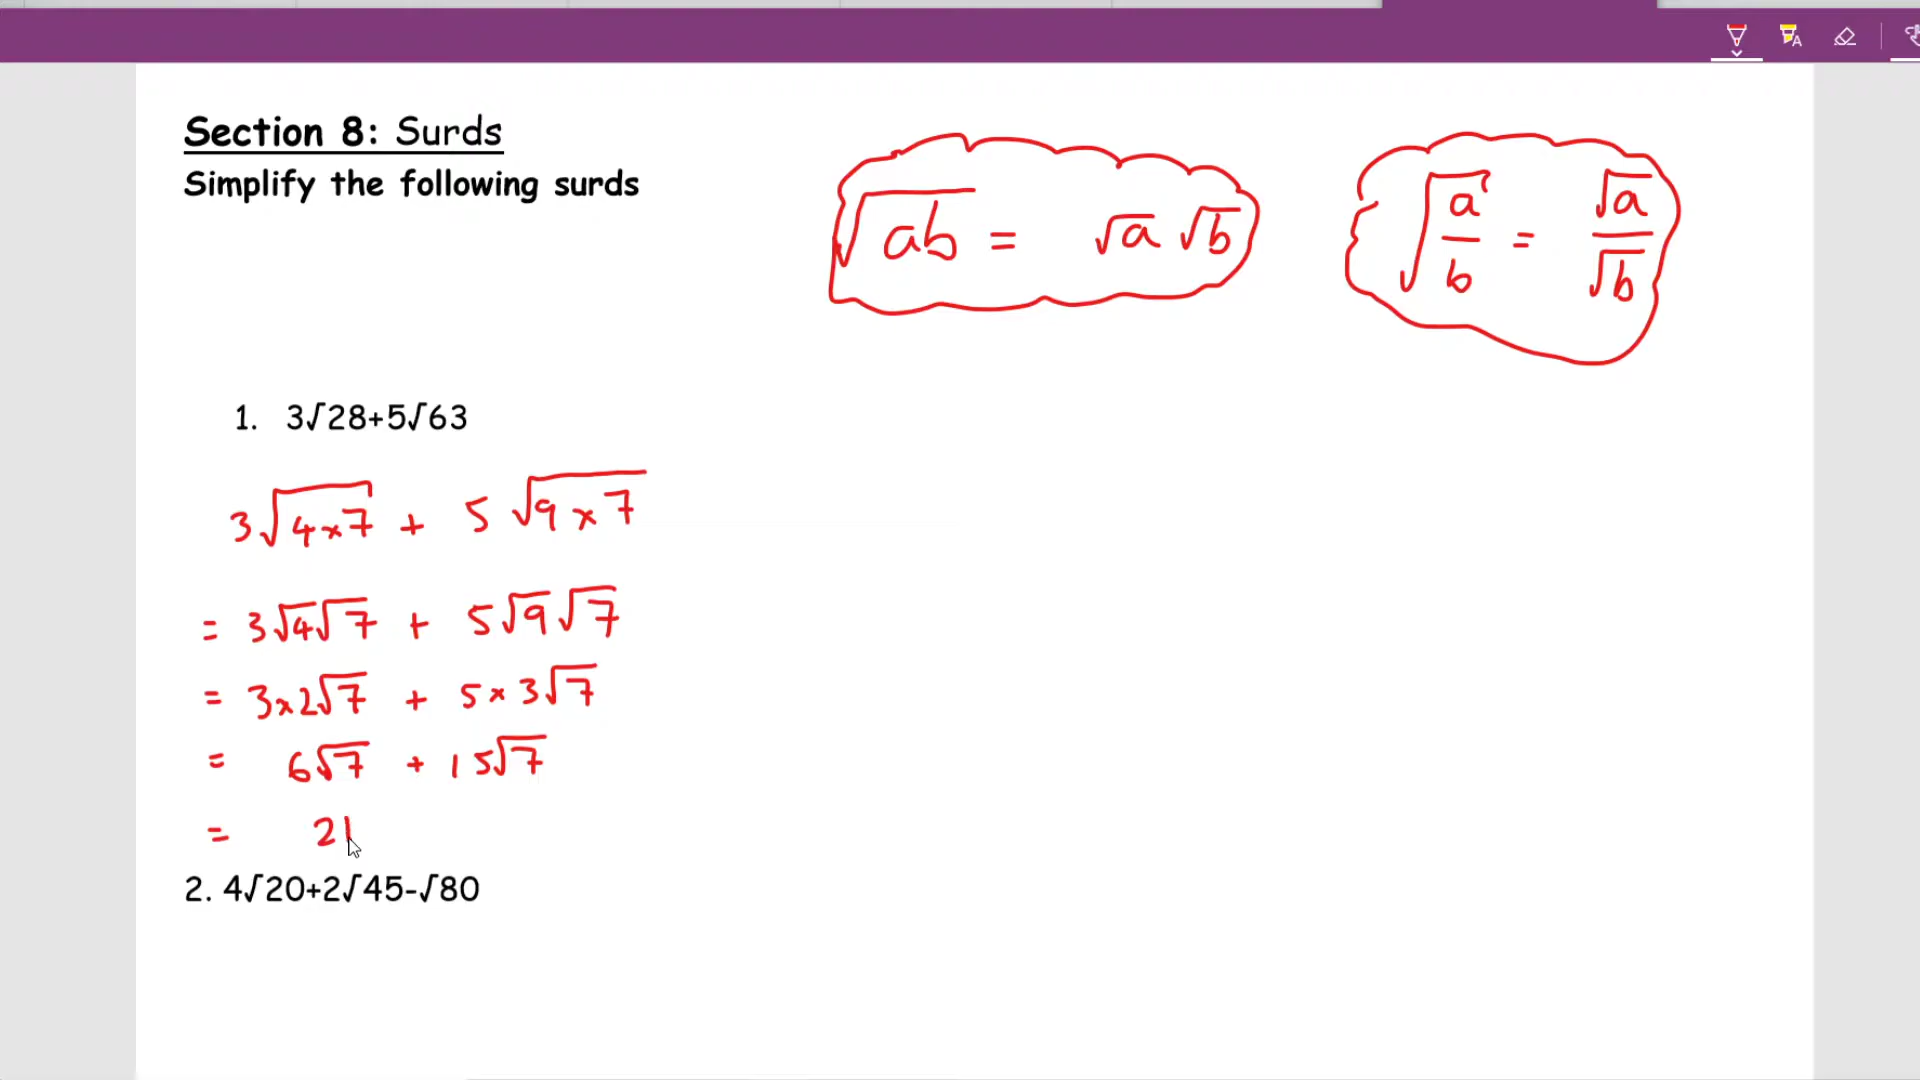 Section 8: Surds
Simplify the following surds
√ab = √a √b
√a/b = √a/√b
1. 3√28+5√63
3√4×7 + 5√9×7
= 3√4√7 + 5√9√7
= 3×2√7 + 5×3√7
= 6√7 + 15√7
= 21
2. 4√20+2√45-√80